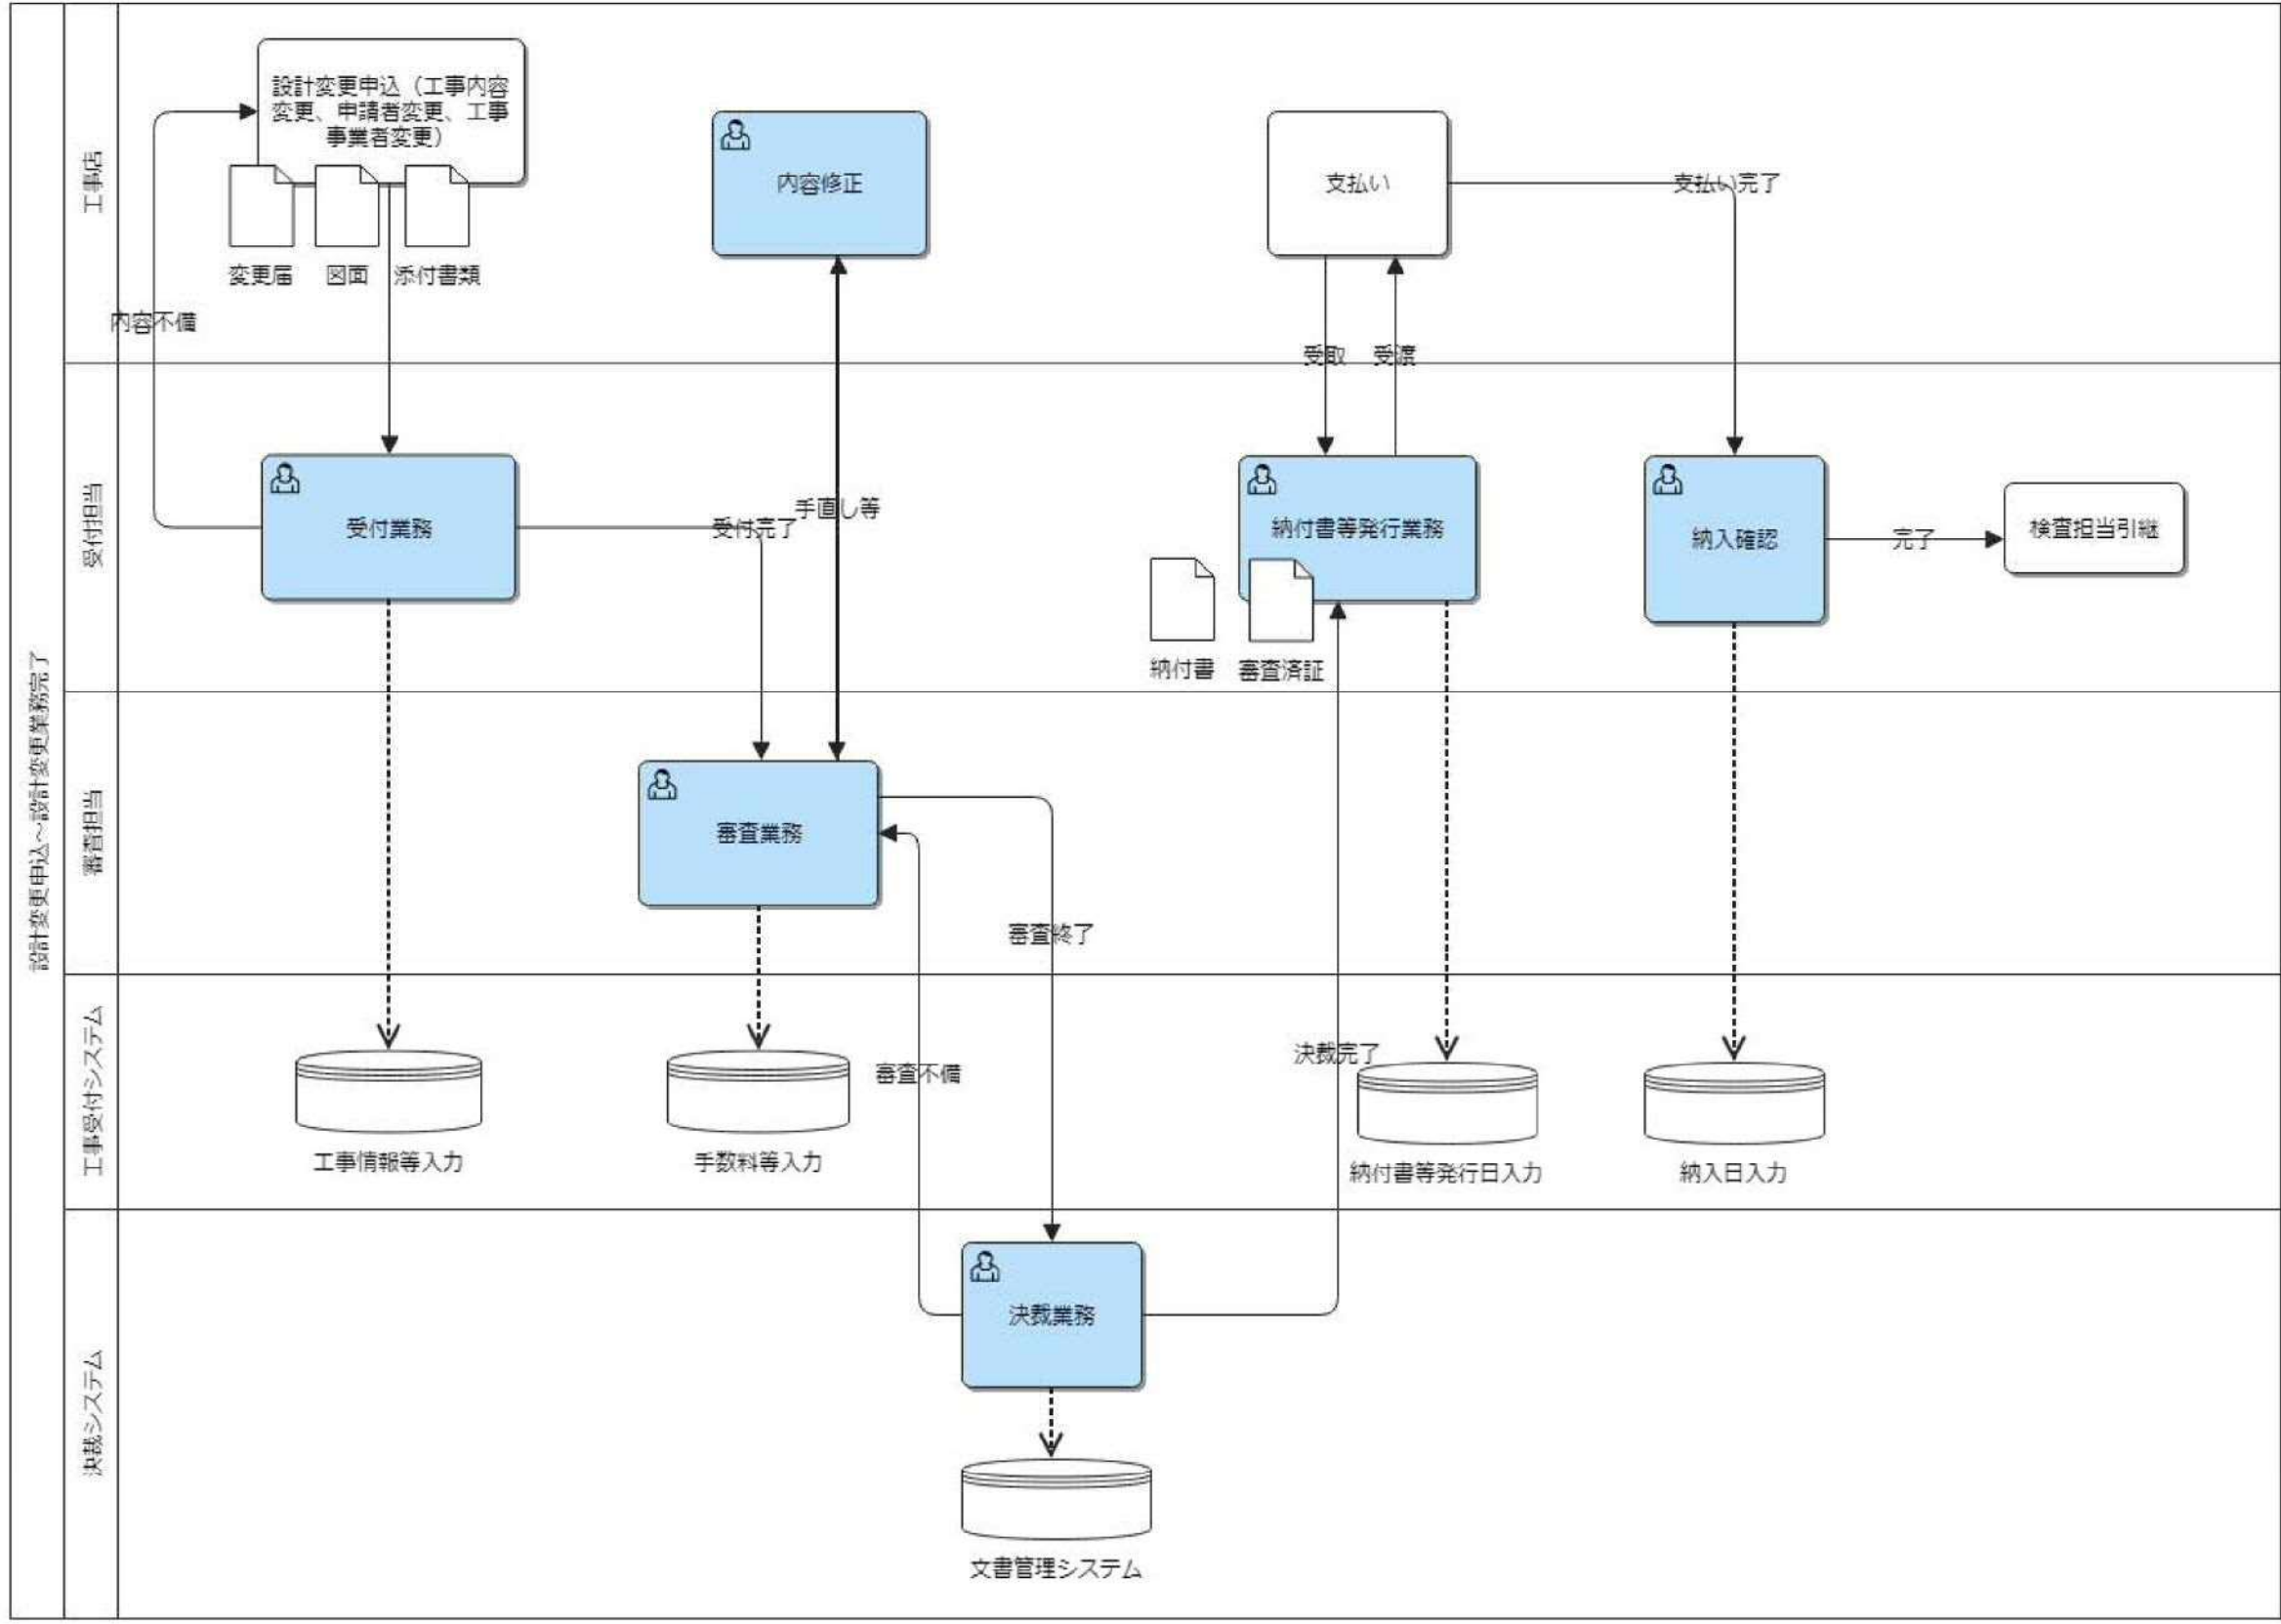 設計変更申込～設計変更業務完了
工事店
設計変更申込（工事内容
変更、申請者変更、工事
事業者変更）
変更届
図面
添付書類
内容不備
内容修正
支払い
支払い完了
受取
受渡
受付担当
受付業務
受付完了
手直し等
納付書等発行業務
納付書
審査済証
納入確認
完了
検査担当引継
審査担当
審査業務
審査終了
工事受付システム
工事情報等入力
手数料等入力
審査不備
決裁完了
納付書等発行日入力
納入日入力
決裁システム
決裁業務
文書管理システム